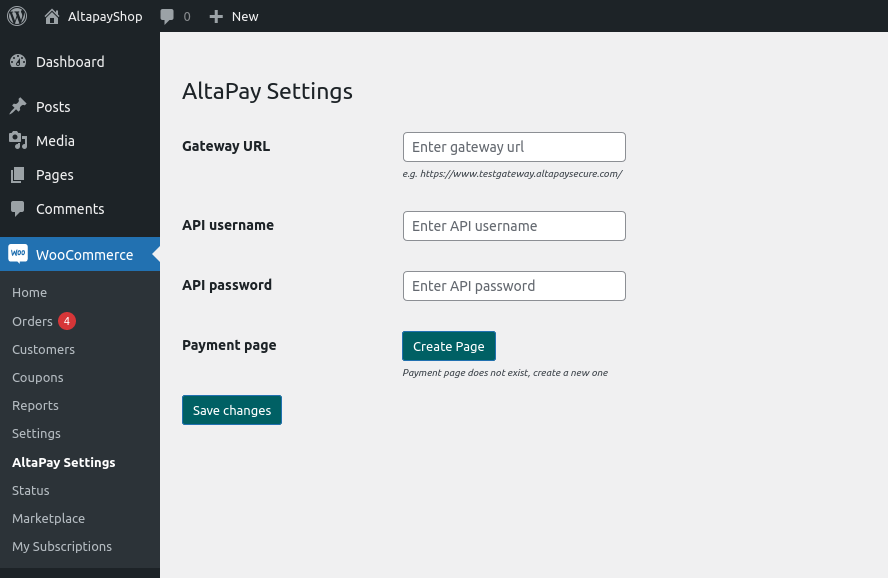 AltapayShop 0 New
Dashboard
Posts
Media
Pages
Comments
WOO WooCommerce
Home
Orders 4
Customers
Coupons
Reports
Settings
AltaPay Settings
Status
Marketplace
My Subscriptions
AltaPay Settings
Gateway URL Enter gateway url
e.g. https://www.testgateway.altapaysecure.com/
API username Enter API username
API password Enter API password
Payment page Create Page
Payment page does not exist, create a new one
Save changes